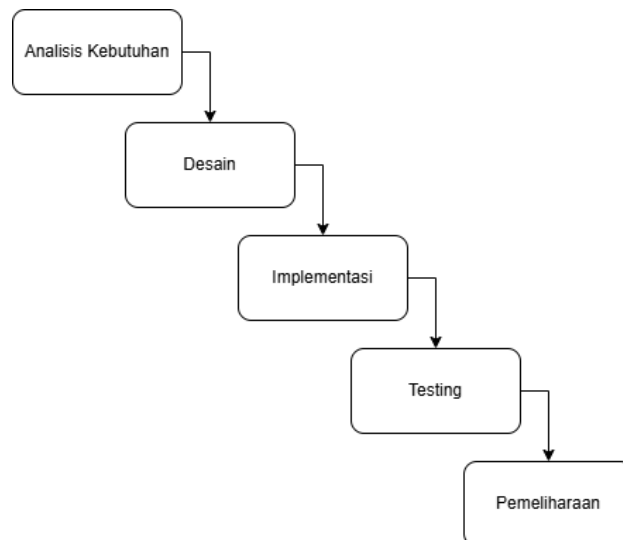 Analisis Kebutuhan
Desain
Implementasi
Testing
Pemeliharaan